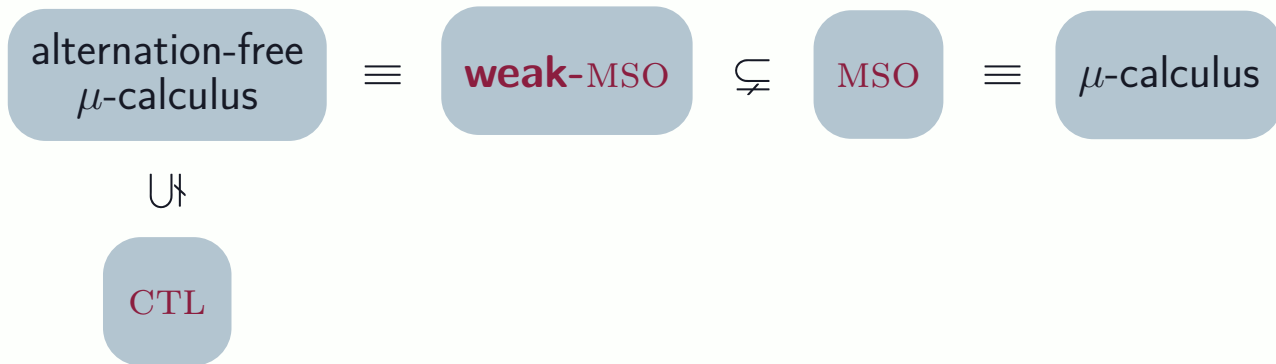 alternation-free
μ-calculus
≡
weak-MSO
⊊
MSO
≡
μ-calculus
⊊
CTL